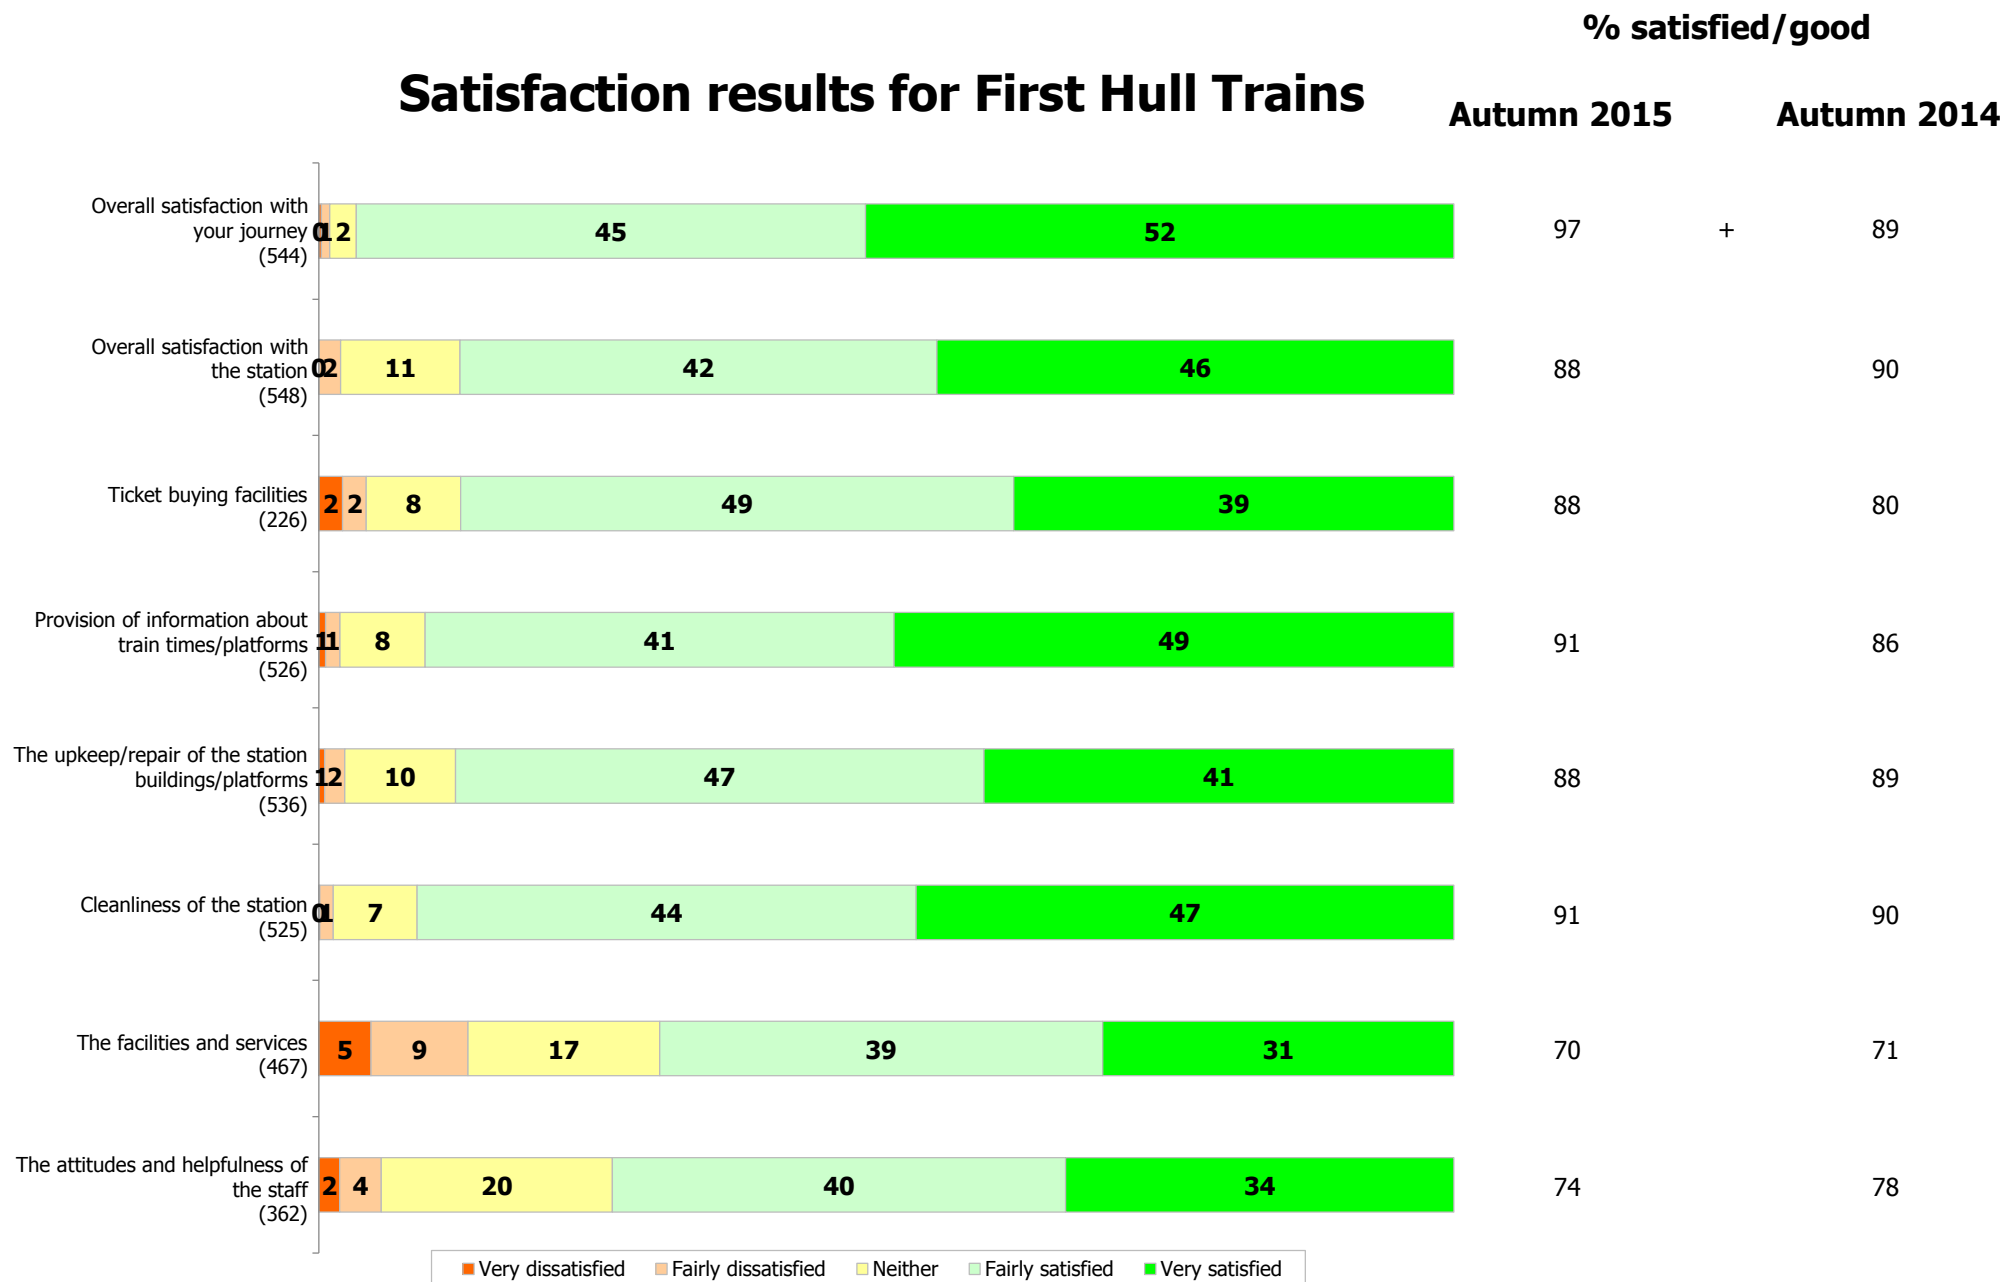 % satisfied/good
Satisfaction results for First Hull Trains
Autumn 2015 Autumn 2014
Overall satisfaction with
your journey
(544)
0 1 2 45 52 97 + 89
Overall satisfaction with
the station
(548)
0 2 11 42 46 88 90
Ticket buying facilities
(226)
2 2 8 49 39 88 80
Provision of information about
train times/platforms
(526)
1 1 8 41 49 91 86
The upkeep/repair of the station
buildings/platforms
(536)
1 2 10 47 41 88 89
Cleanliness of the station
(525)
0 1 7 44 47 91 90
The facilities and services
(467)
5 9 17 39 31 70 71
The attitudes and helpfulness of
the staff
(362)
2 4 20 40 34 74 78
Very dissatisfied Fairly dissatisfied Neither Fairly satisfied Very satisfied